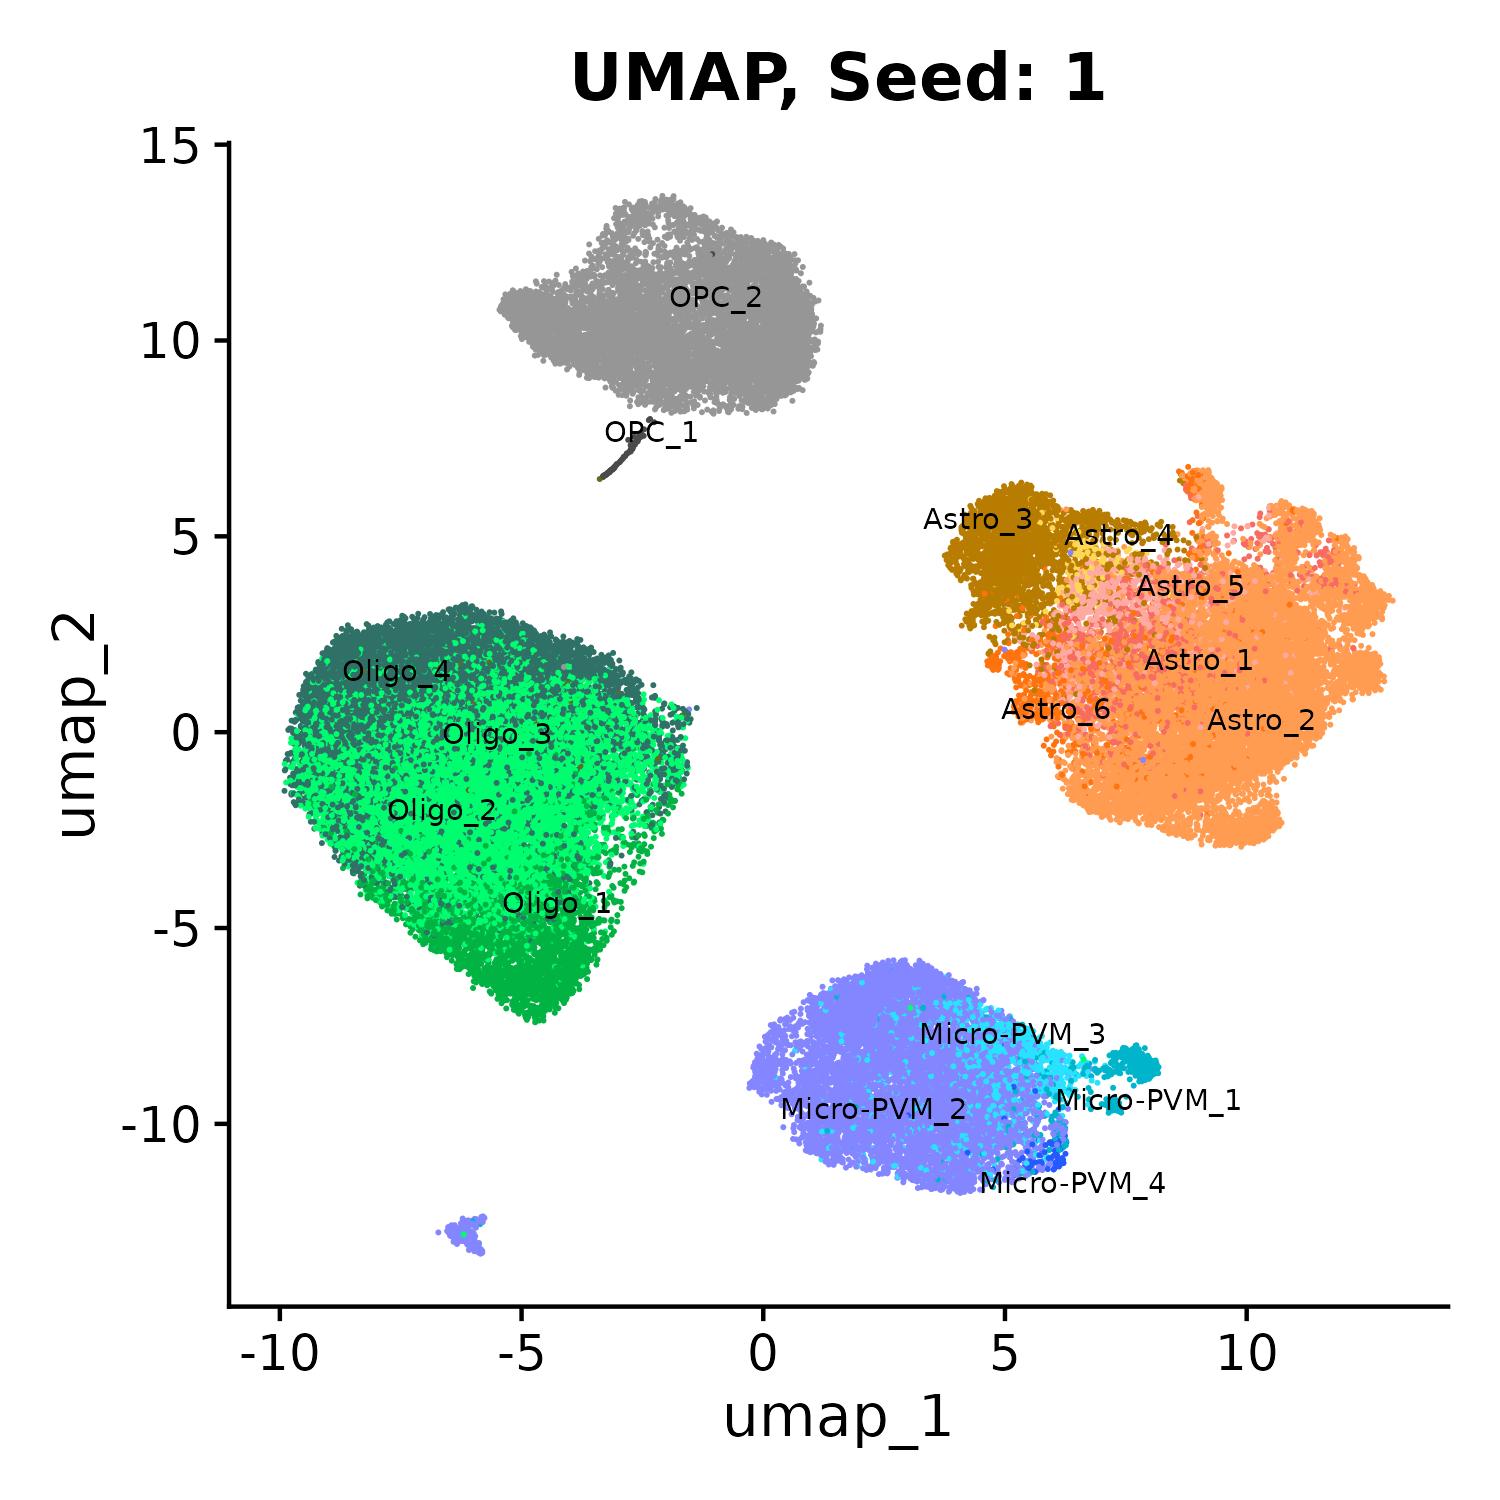 UMAP, Seed: 1
15
10
5
0
-5
-10
umap_2
OPC_2
OPC_1
Astro_3
Astro_4
Astro_5
Astro_1
Astro_6
Astro_2
Oligo_4
Oligo_3
Oligo_2
Oligo_1
Micro-PVM_3
Micro-PVM_1
Micro-PVM_2
Micro-PVM_4
-10
-5
0
5
10
umap_1